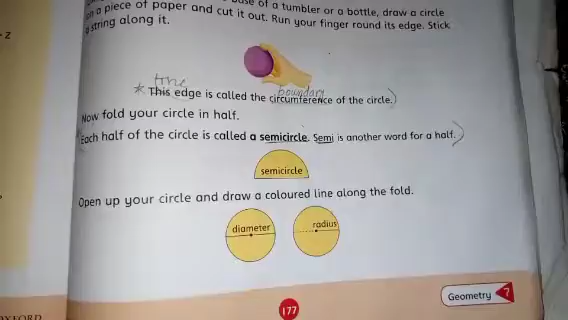 base of a tumbler or a bottle, draw a circle
on a piece of paper and cut it out. Run your finger round its edge. Stick
a string along it.
z
boundary
* This edge is called the circumference of the circle.)
Now fold your circle in half.
Each half of the circle is called a semicircle. Semi is another word for a half.)
semicircle
Open up your circle and draw a coloured line along the fold.
diameter
radius
Geometry 7
177
OXFORD